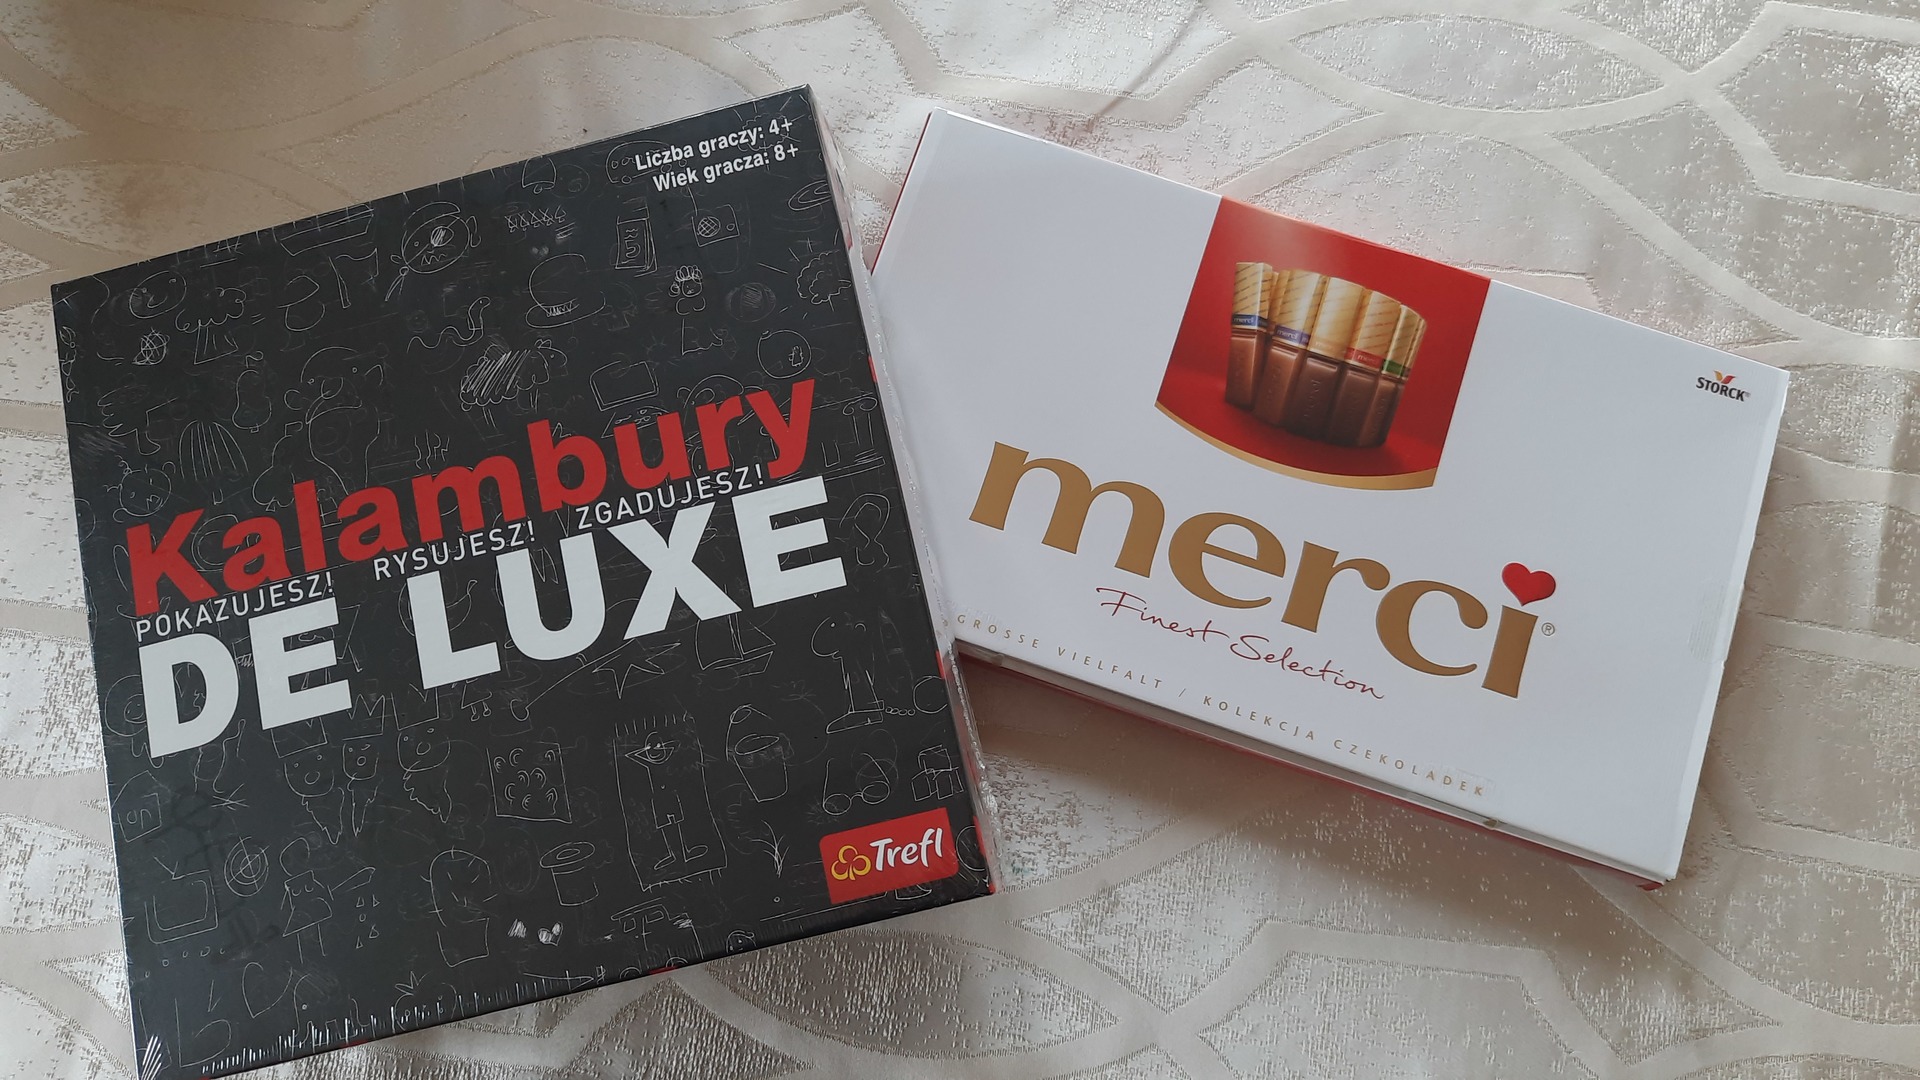 Liczba graczy: 4+
Wiek gracza: 8+
Kalambury
POKAZUJESZ! RYSUJESZ! ZGADUJESZ!
DE LUXE
Trefl
STORCK®
merci®
Finest Selection
GROSSE VIELFALT / KOLEKCJA CZEKOLADEK